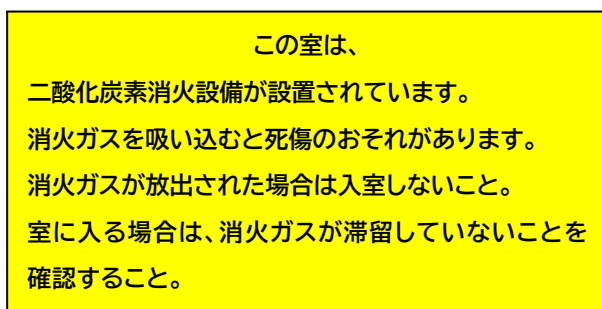 この室は、
二酸化炭素消火設備が設置されています。
消火ガスを吸い込むと死傷のおそれがあります。
消火ガスが放出された場合は入室しないこと。
室に入る場合は、消火ガスが滞留していないことを
確認すること。